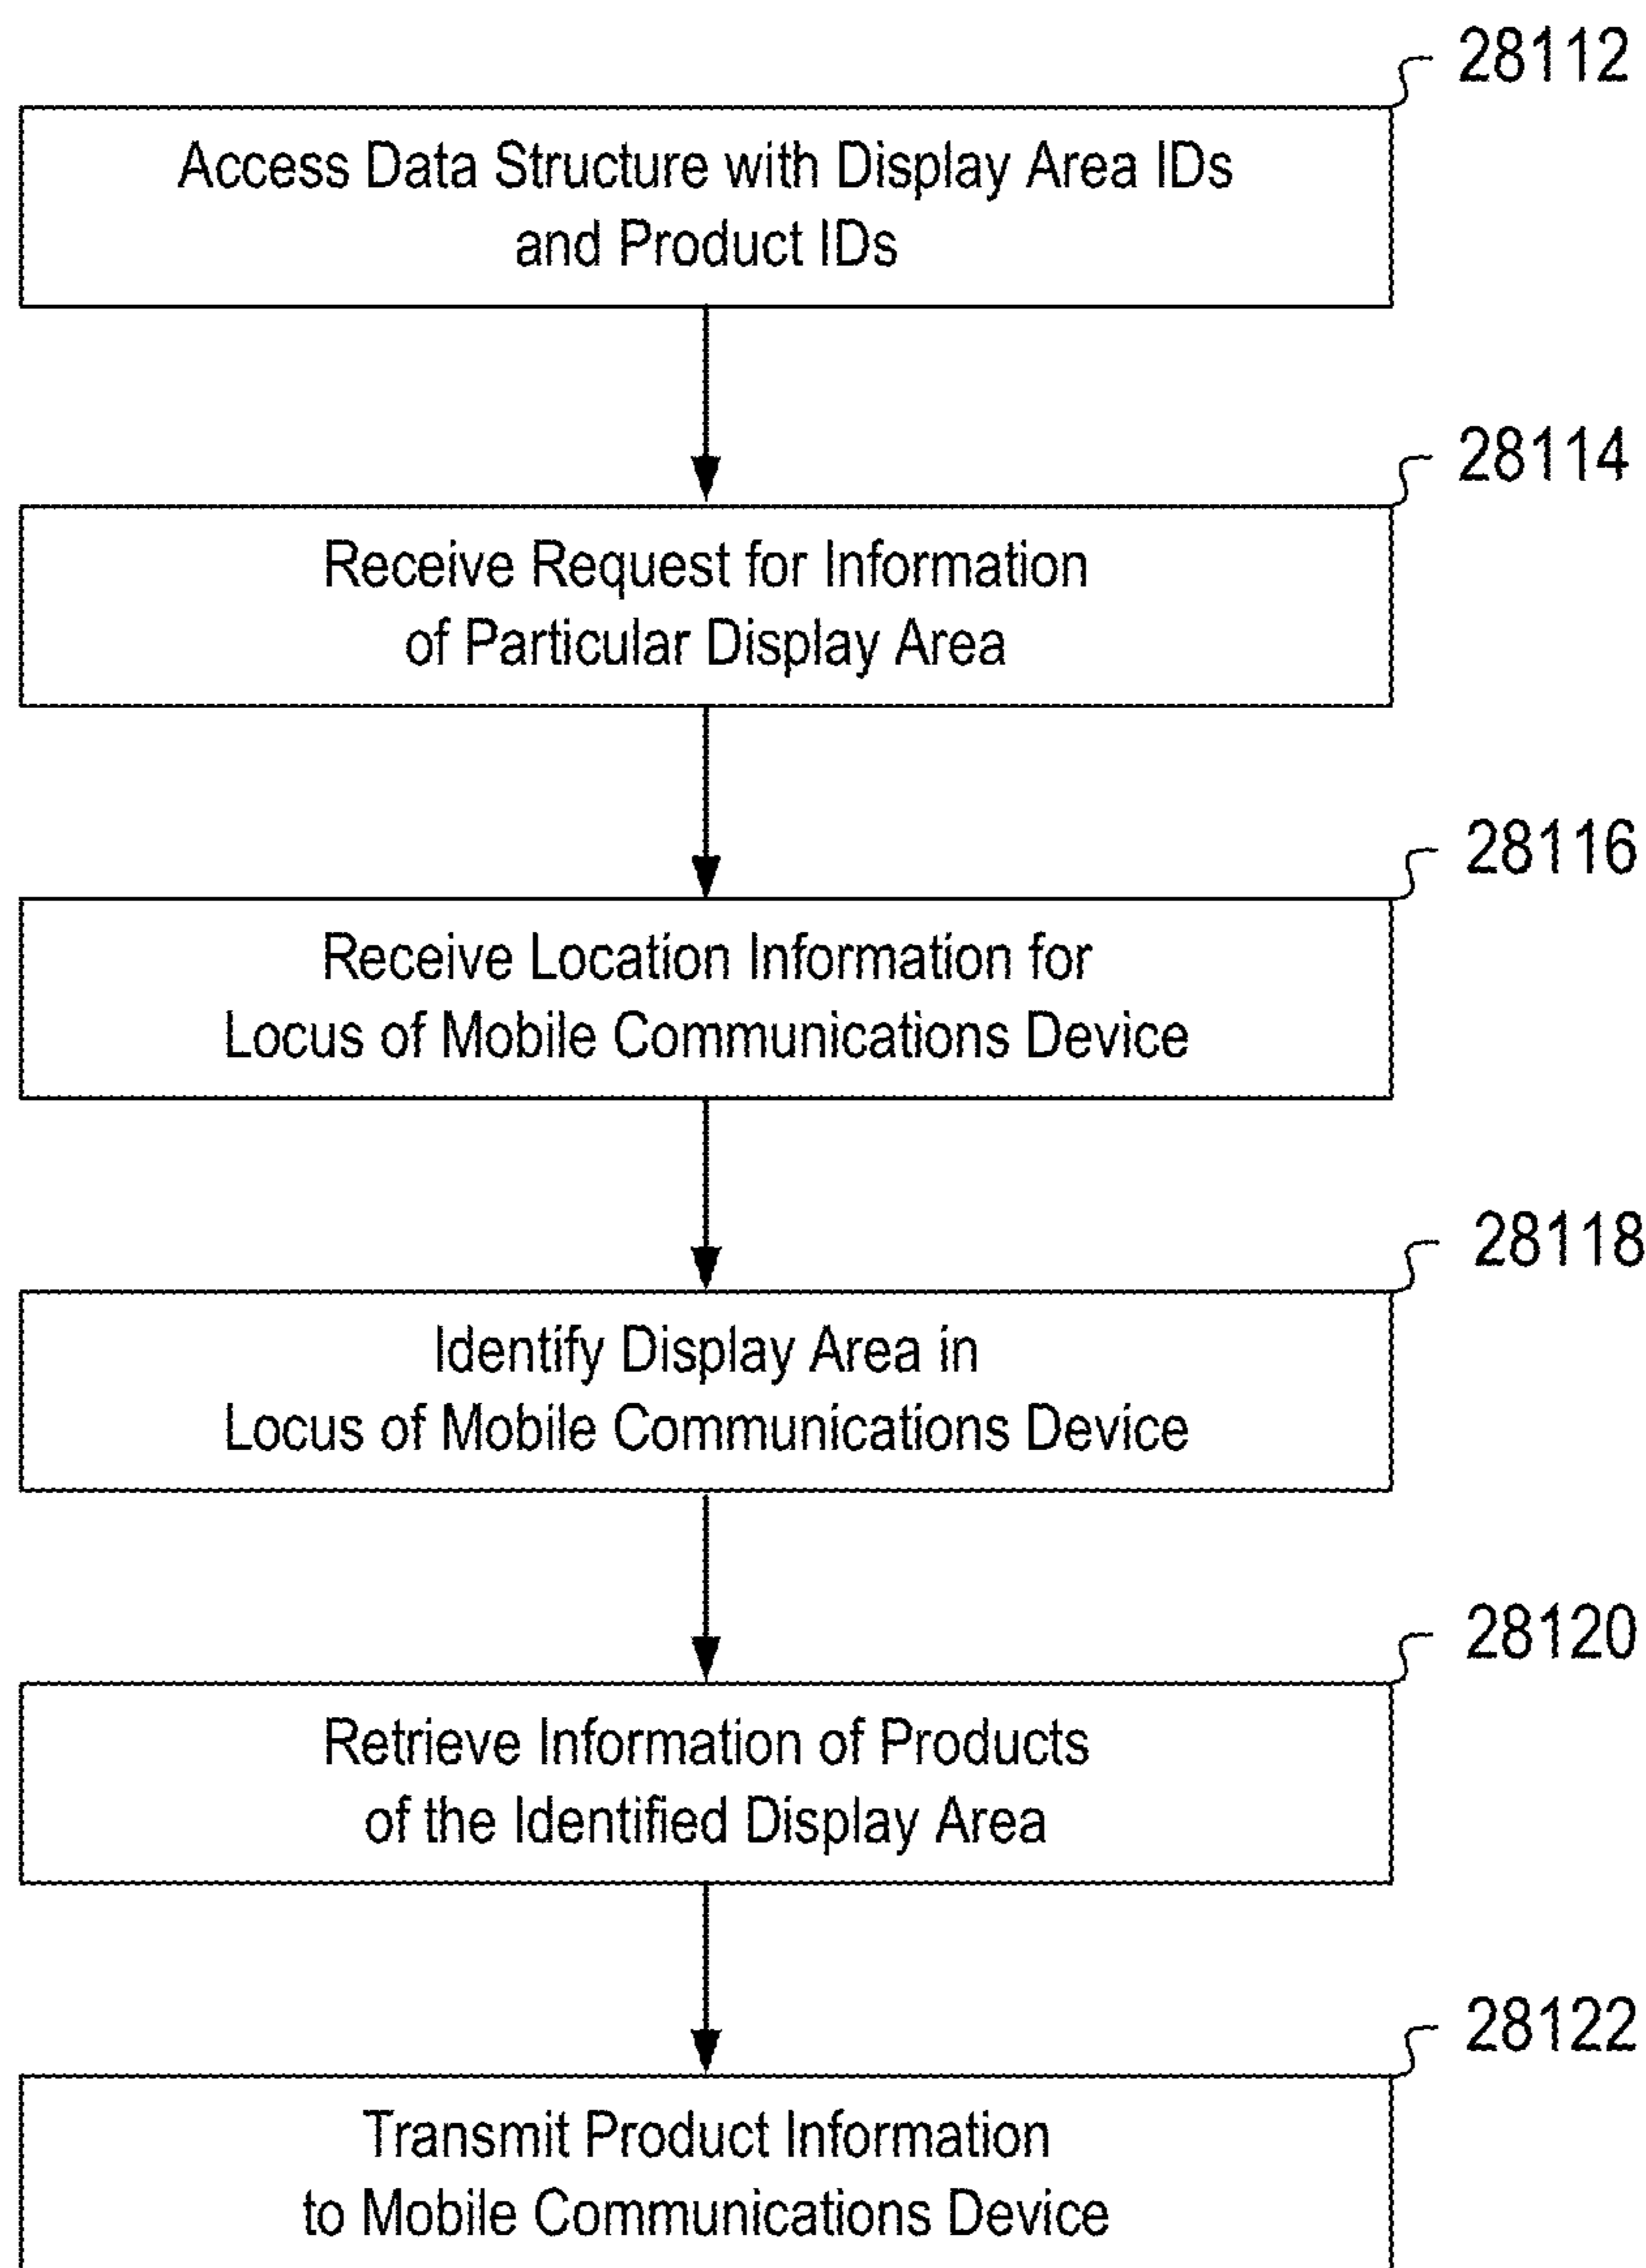 28112
Access Data Structure with Display Area IDs
and Product IDs
28114
Receive Request for Information
of Particular Display Area
28116
Receive Location Information for
Locus of Mobile Communications Device
28118
Identify Display Area in
Locus of Mobile Communications Device
28120
Retrieve Information of Products
of the Identified Display Area
28122
Transmit Product Information
to Mobile Communications Device